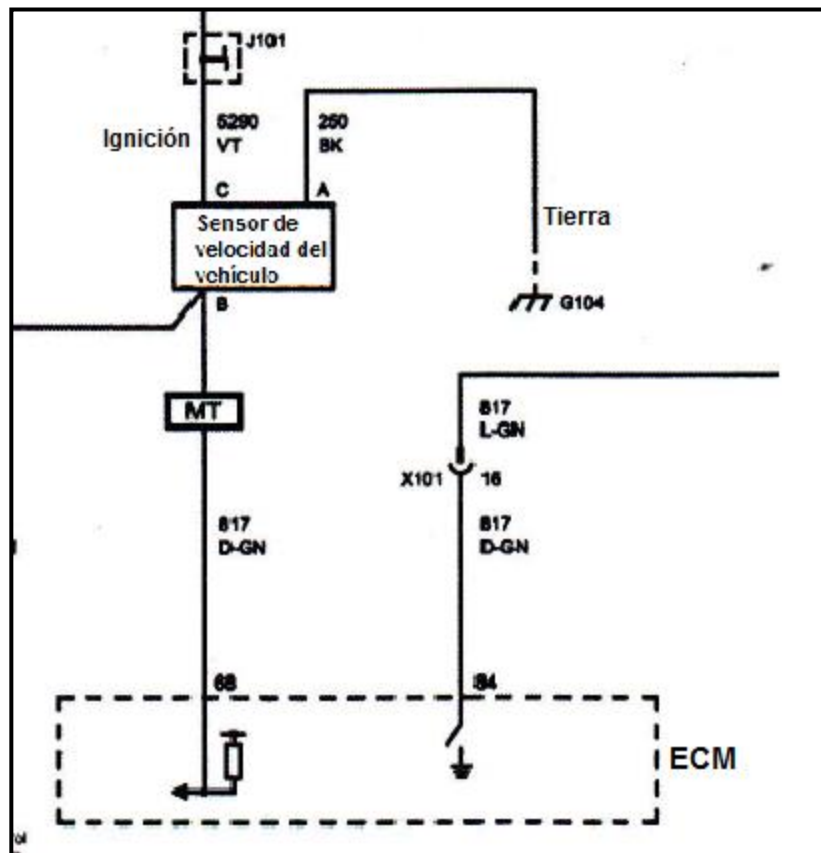 J101
Ignición
5290
VT
250
BK
C
A
Sensor de
velocidad del
vehículo
Tierra
B
G104
MT
817
L-GN
X101
16
817
D-GN
817
D-GN
68
84
ECM